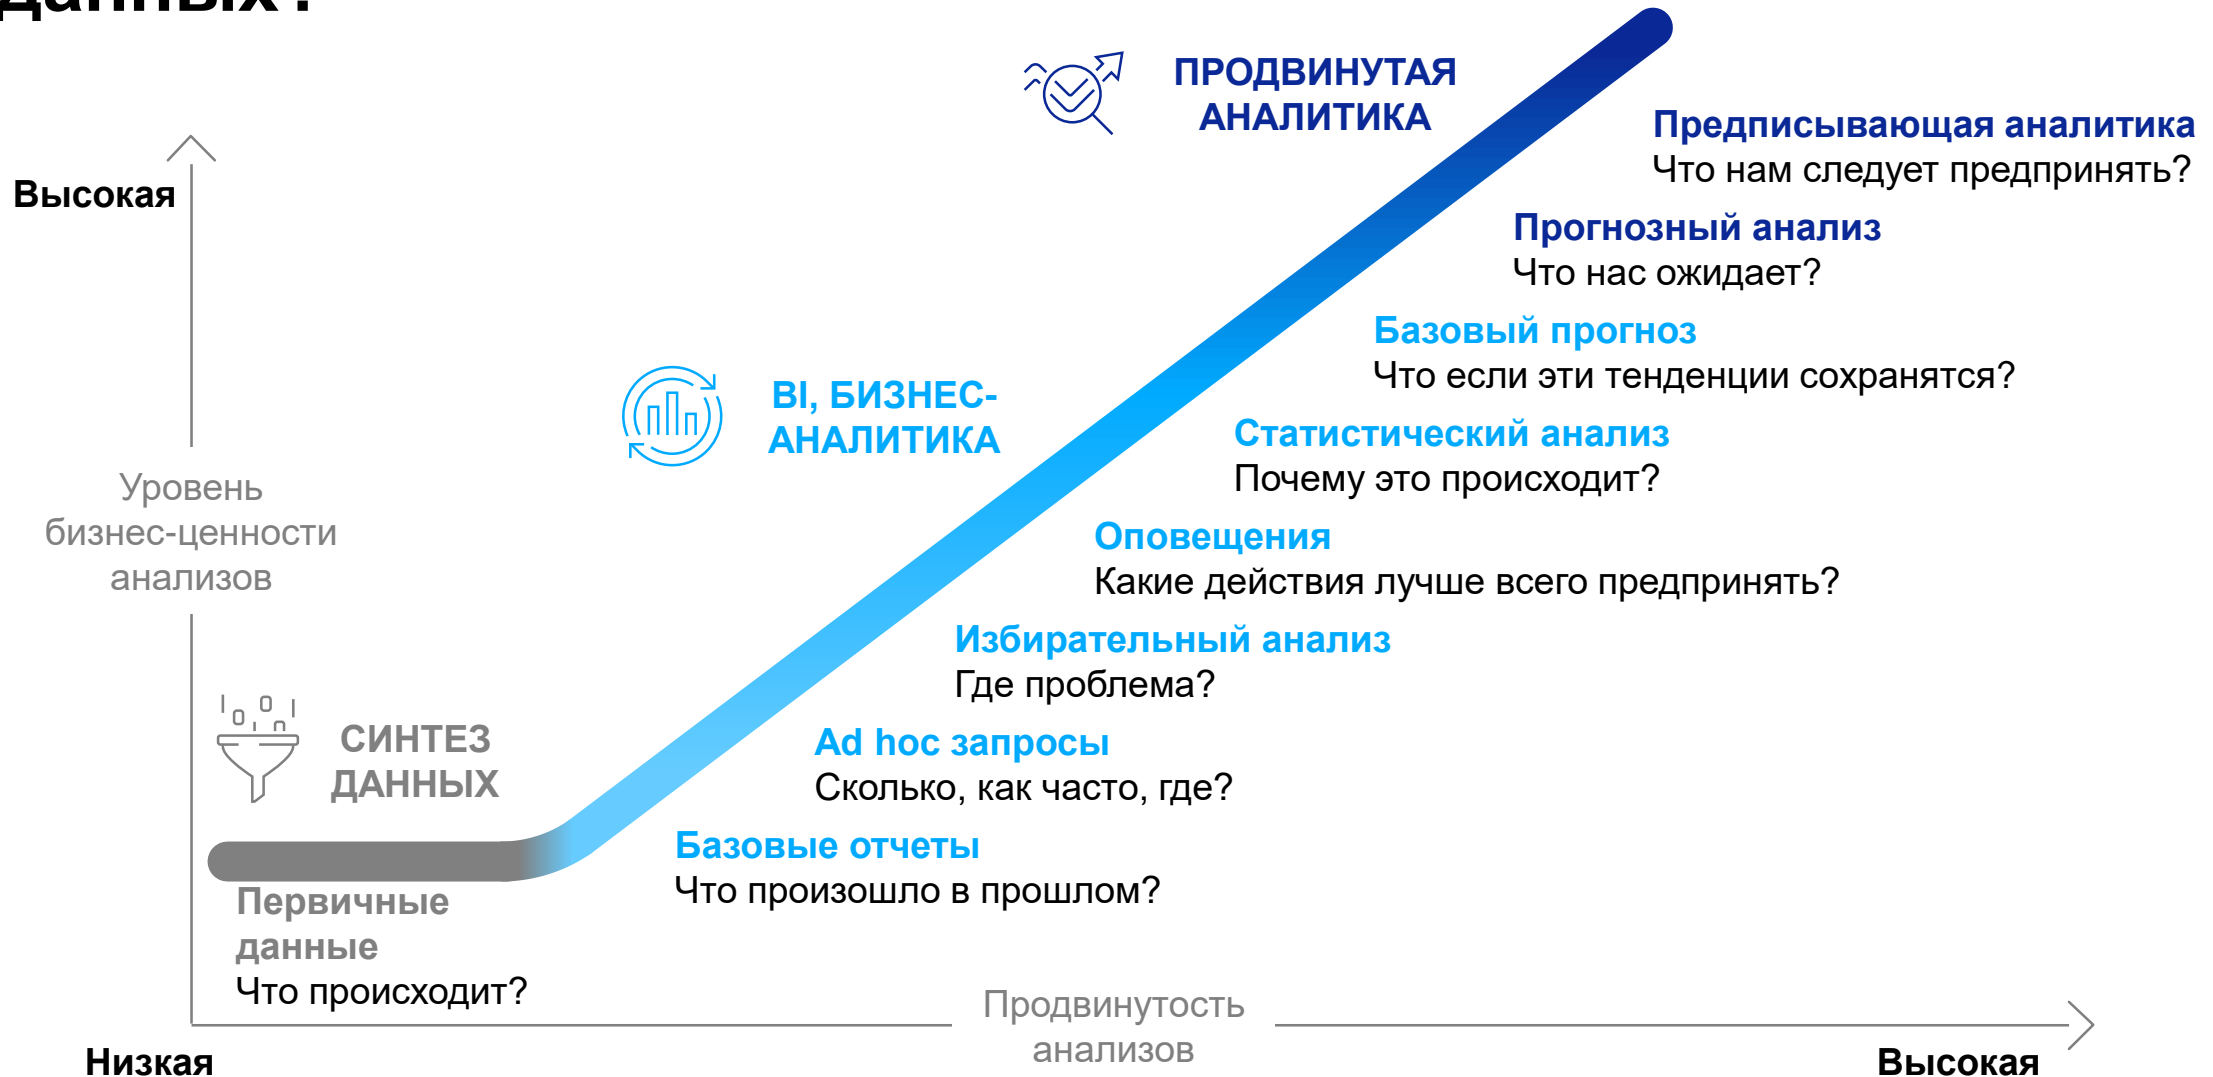 данных?
ПРОДВИНУТАЯ
АНАЛИТИКА
Предписывающая аналитика
Что нам следует предпринять?
Высокая
Прогнозный анализ
Что нас ожидает?
Базовый прогноз
Что если эти тенденции сохранятся?
BI, БИЗНЕС-
АНАЛИТИКА
Статистический анализ
Почему это происходит?
Уровень
бизнес-ценности
анализов
Оповещения
Какие действия лучше всего предпринять?
Избирательный анализ
Где проблема?
СИНТЕЗ
ДАННЫХ
Ad hoc запросы
Сколько, как часто, где?
Базовые отчеты
Что произошло в прошлом?
Первичные
данные
Что происходит?
Продвинутость
анализов
Низкая
Высокая